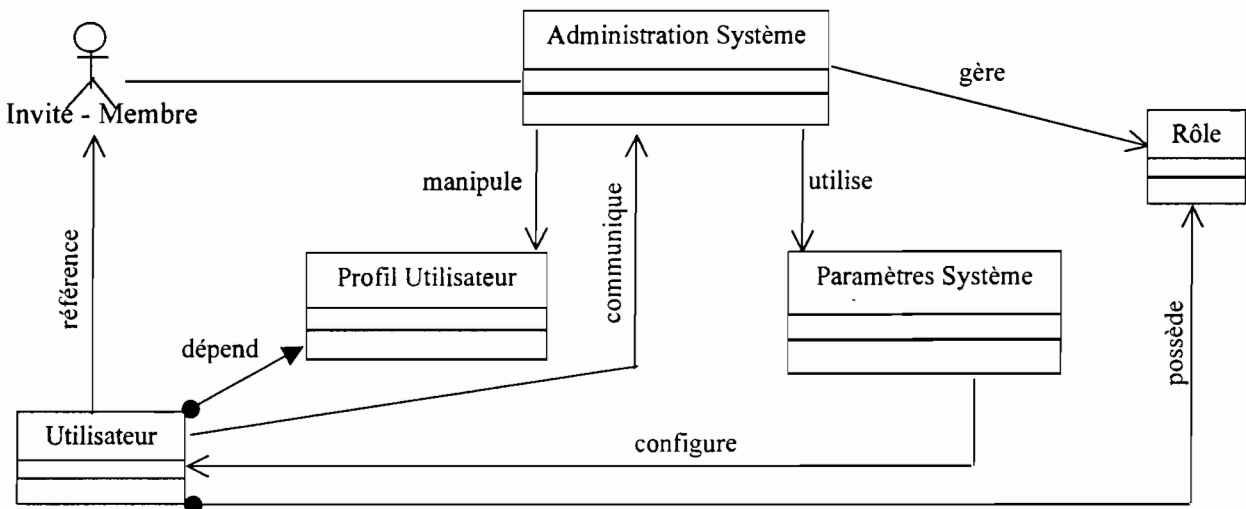 Administration Système
gère
Invité - Membre
Rôle
manipule
utilise
communique
référence
Profil Utilisateur
Paramètres Système
possède
dépend
Utilisateur
configure